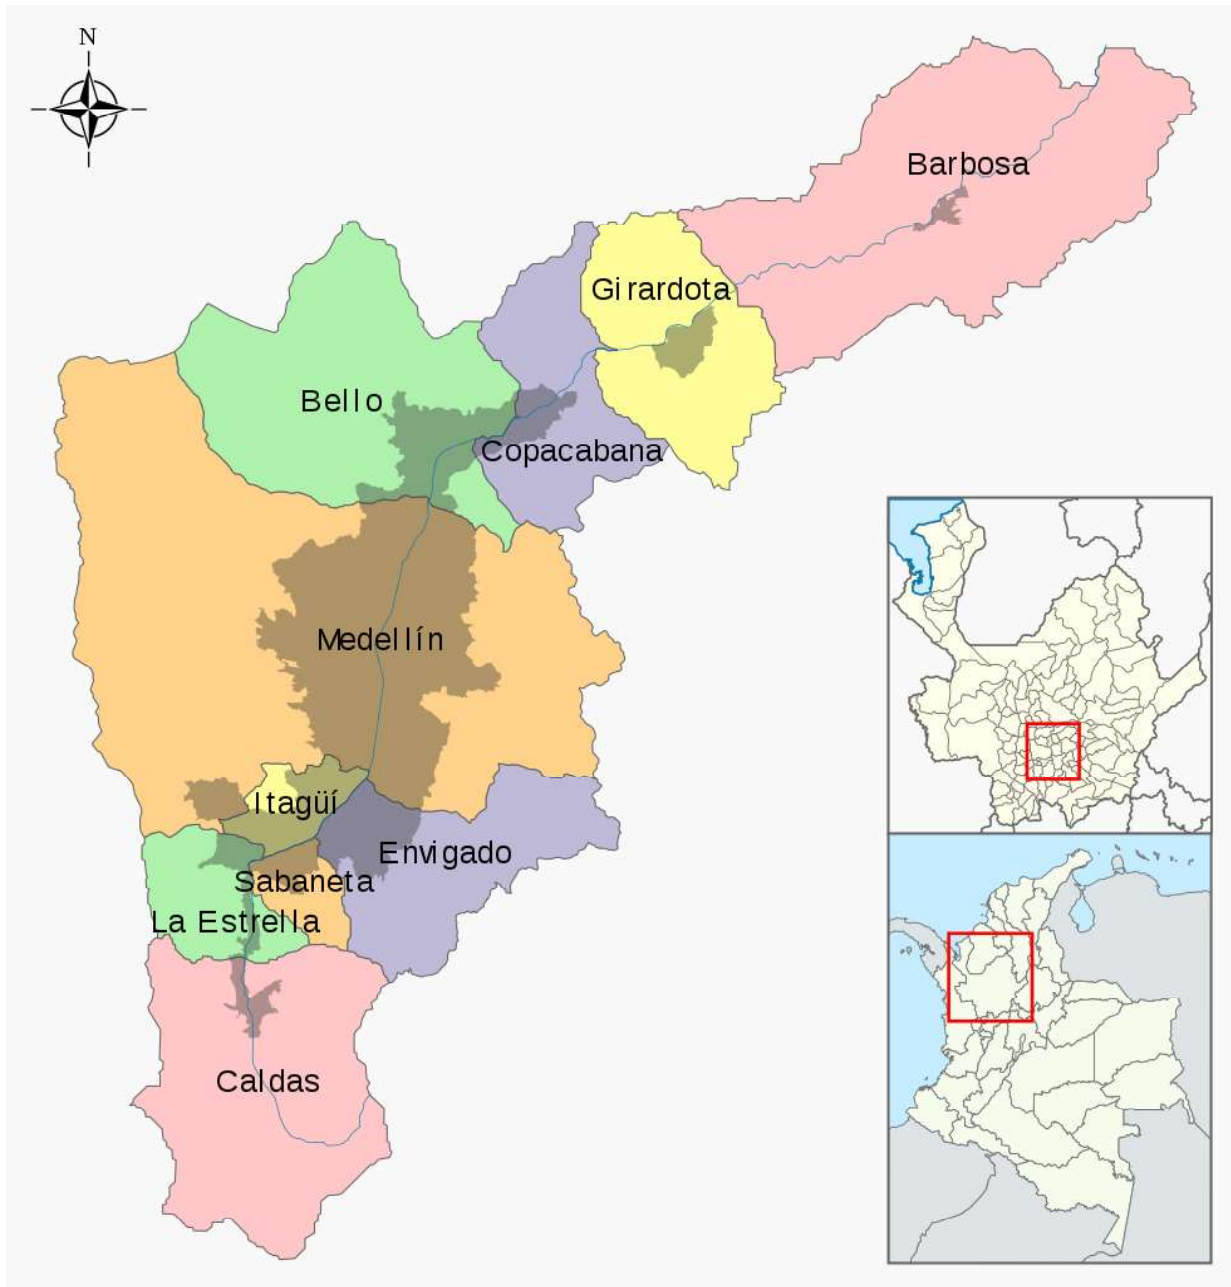 N
Barbosa
Girardota
Bello
Copacabana
Medellín
Itagüí
Envigado
Sabaneta
La Estrella
Caldas